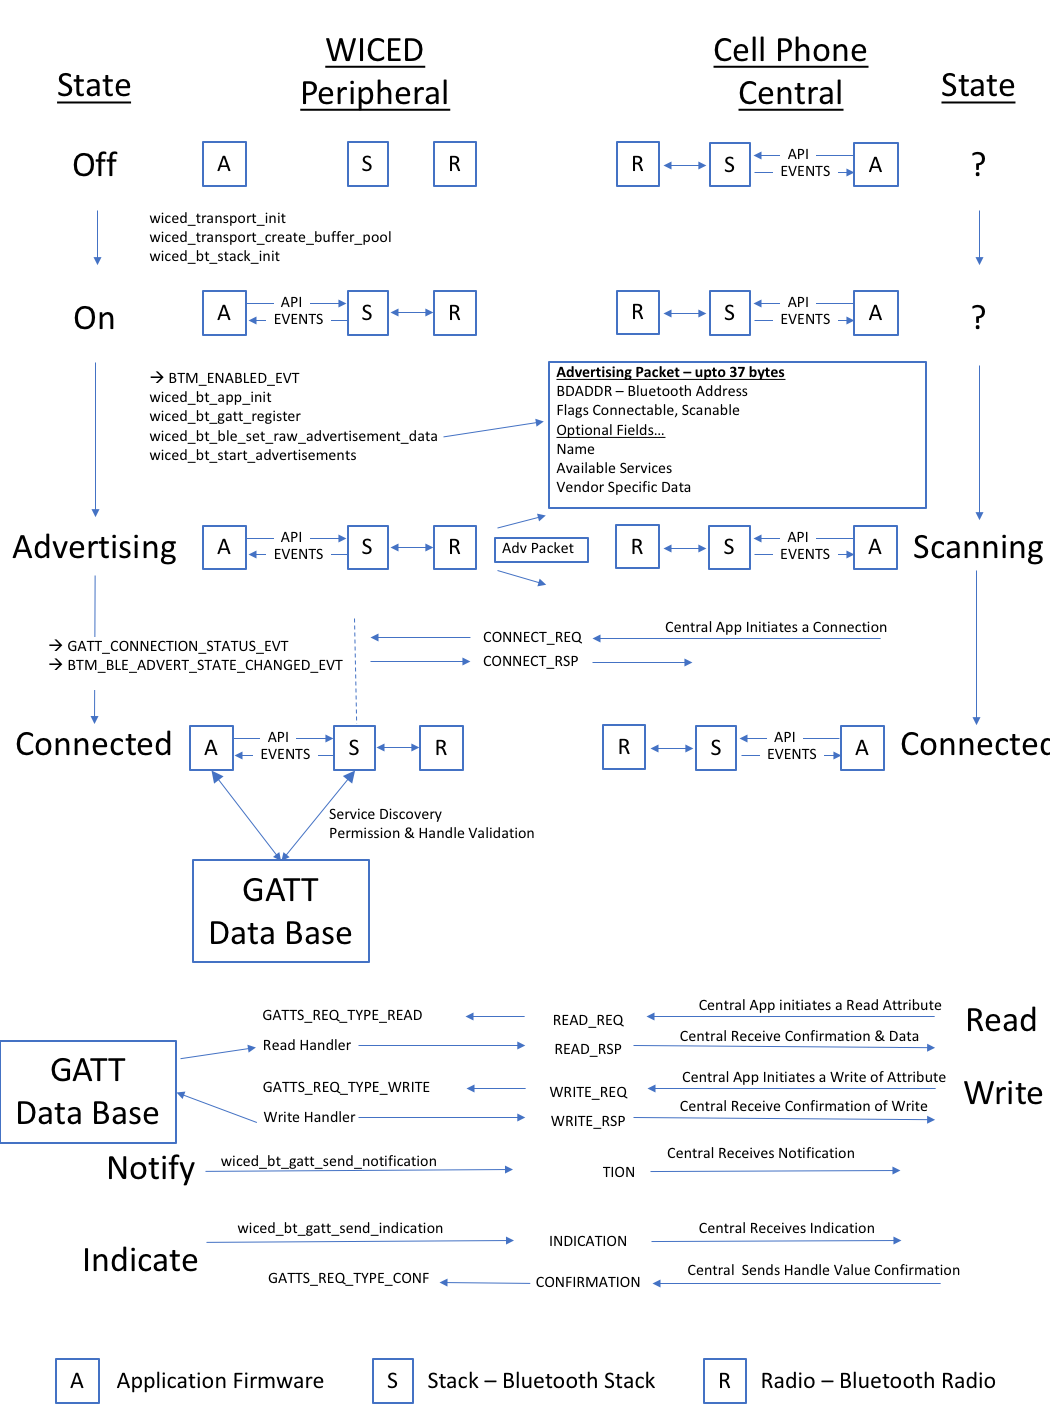 WICED
Peripheral
Cell Phone
Central
State
State
Off
A
S
R
R
S
API
EVENTS
A
?
wiced_transport_init
wiced_transport_create_buffer_pool
wiced_bt_stack_init
On
A
API
EVENTS
S
R
R
S
API
EVENTS
A
?
→ BTM_ENABLED_EVT
wiced_bt_app_init
wiced_bt_gatt_register
wiced_bt_ble_set_raw_advertisement_data
wiced_bt_start_advertisements
Advertising Packet – upto 37 bytes
BDADDR – Bluetooth Address
Flags Connectable, Scanable
Optional Fields...
Name
Available Services
Vendor Specific Data
Advertising
A
API
EVENTS
S
R
Adv Packet
R
S
API
EVENTS
A
Scanning
→ GATT_CONNECTION_STATUS_EVT
→ BTM_BLE_ADVERT_STATE_CHANGED_EVT
CONNECT_REQ
Central App Initiates a Connection
CONNECT_RSP
Connected
A
API
EVENTS
S
R
R
S
API
EVENTS
A
Connected
Service Discovery
Permission & Handle Validation
GATT
Data Base
GATTS_REQ_TYPE_READ
READ_REQ
Central App initiates a Read Attribute
Read
Read Handler
READ_RSP
Central Receive Confirmation & Data
GATT
Data Base
GATTS_REQ_TYPE_WRITE
WRITE_REQ
Central App Initiates a Write of Attribute
Write
Write Handler
WRITE_RSP
Central Receive Confirmation of Write
Notify
wiced_bt_gatt_send_notification
TION
Central Receives Notification
Indicate
wiced_bt_gatt_send_indication
INDICATION
Central Receives Indication
GATTS_REQ_TYPE_CONF
CONFIRMATION
Central Sends Handle Value Confirmation
A
Application Firmware
S
Stack – Bluetooth Stack
R
Radio – Bluetooth Radio